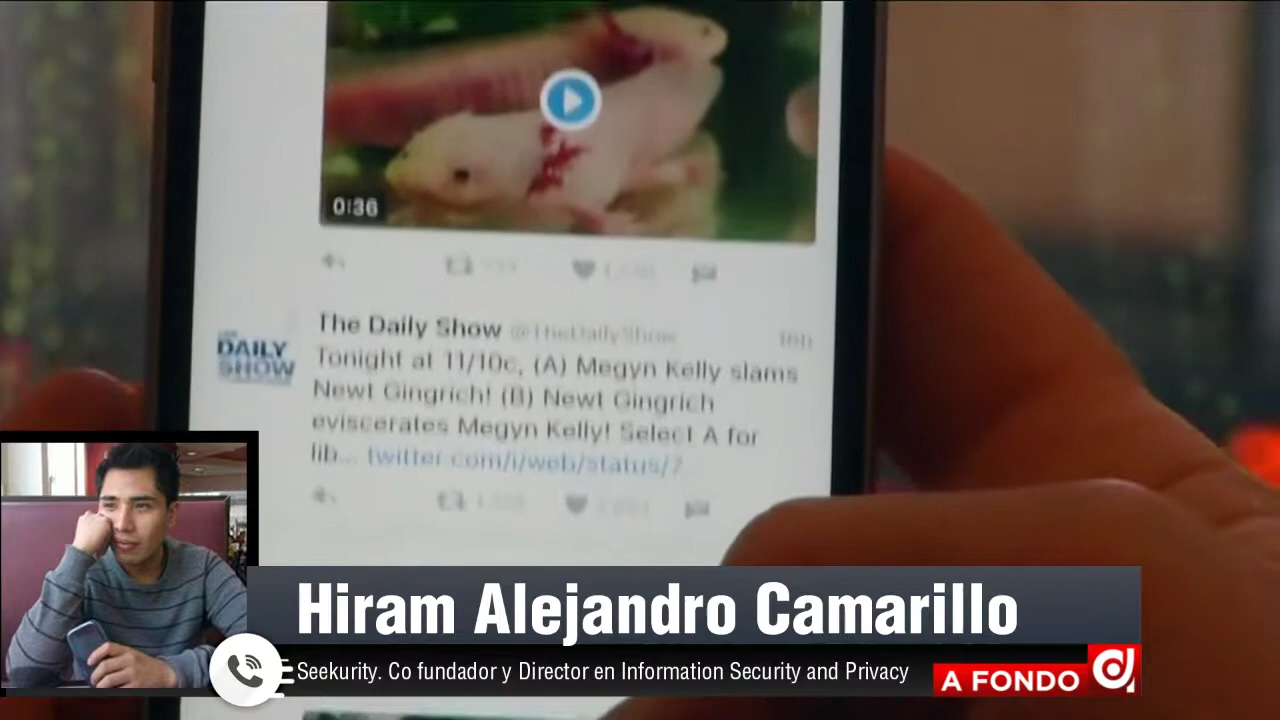 0:36
The Daily Show @TheDailyShow 16h
DAILY
SHOW
Tonight at 11/10c, (A) Megyn Kelly slams
Newt Gingrich! (B) Newt Gingrich
eviscerates Megyn Kelly! Select A for
lib... twitter.com/i/web/status/7...
Hiram Alejandro Camarillo
Seekurity. Co fundador y Director en Information Security and Privacy
A FONDO